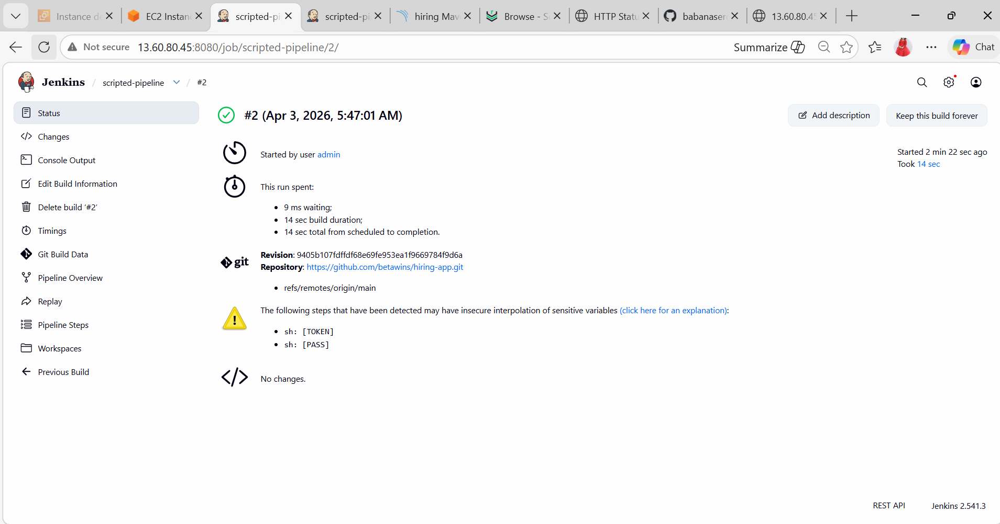 Instance de
EC2 Instan
scripted-pi
scripted-pi
hiring Mav
Browse - S
HTTP Statu
babanaser
13.60.80.45
Not secure
13.60.80.45:8080/job/scripted-pipeline/2/
Summarize
Chat
Jenkins / scripted-pipeline / #2
Status
Changes
Console Output
Edit Build Information
Delete build ‘#2’
Timings
Git Build Data
Pipeline Overview
Replay
Pipeline Steps
Workspaces
Previous Build
#2 (Apr 3, 2026, 5:47:01 AM)
Add description
Keep this build forever
Started by user admin
Started 2 min 22 sec ago
Took 14 sec
This run spent:
9 ms waiting;
14 sec build duration;
14 sec total from scheduled to completion.
git
Revision: 9405b107fdffdf68e69fe953ea1f9669784f9d6a
Repository: https://github.com/betawins/hiring-app.git
refs/remotes/origin/main
The following steps that have been detected may have insecure interpolation of sensitive variables (click here for an explanation):
sh: [TOKEN]
sh: [PASS]
No changes.
REST API
Jenkins 2.541.3